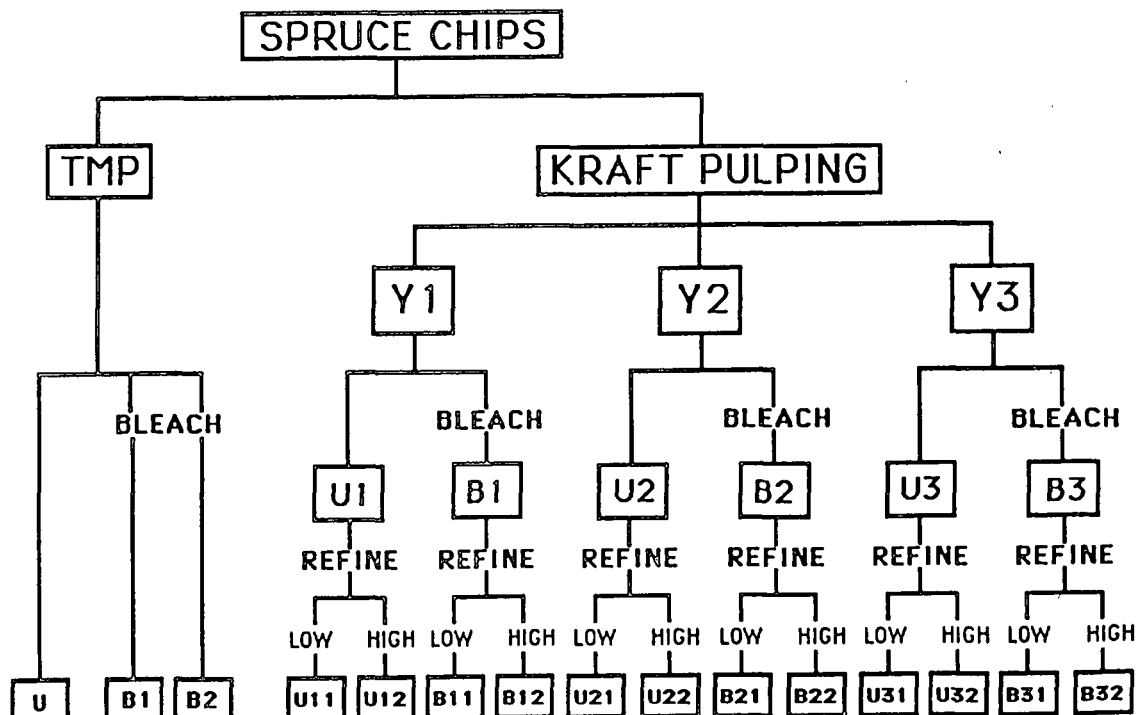 SPRUCE CHIPS
TMP KRAFT PULPING
Y1 Y2 Y3
BLEACH BLEACH BLEACH BLEACH
U1 B1 U2 B2 U3 B3
REFINE REFINE REFINE REFINE REFINE REFINE
LOW HIGH LOW HIGH LOW HIGH LOW HIGH LOW HIGH LOW HIGH
U B1 B2 U11 U12 B11 B12 U21 U22 B21 B22 U31 U32 B31 B32